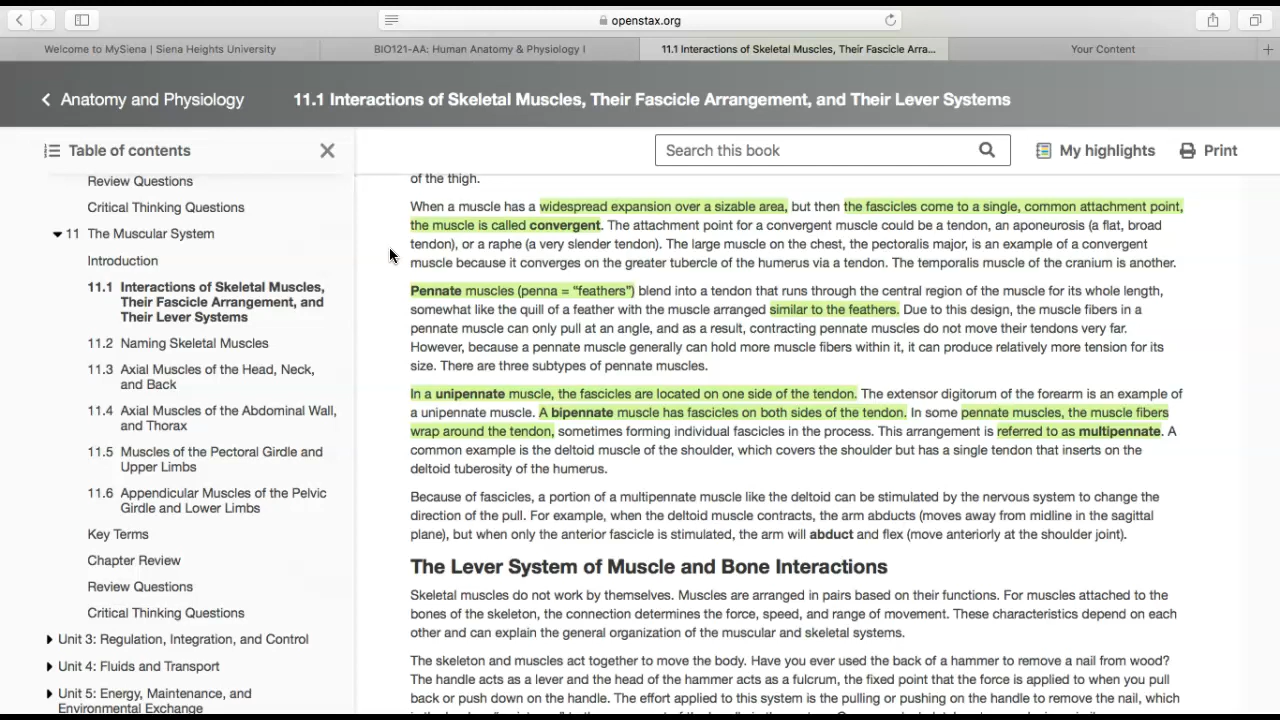 openstax.org
Welcome to MySiena | Siena Heights University
BIO121-AA: Human Anatomy & Physiology I
11.1 Interactions of Skeletal Muscles, Their Fascicle Arra...
Your Content
Anatomy and Physiology
11.1 Interactions of Skeletal Muscles, Their Fascicle Arrangement, and Their Lever Systems
Table of contents
Search this book
My highlights
Print
Review Questions
Critical Thinking Questions
11 The Muscular System
Introduction
11.1 Interactions of Skeletal Muscles,
Their Fascicle Arrangement, and
Their Lever Systems
11.2 Naming Skeletal Muscles
11.3 Axial Muscles of the Head, Neck,
and Back
11.4 Axial Muscles of the Abdominal Wall,
and Thorax
11.5 Muscles of the Pectoral Girdle and
Upper Limbs
11.6 Appendicular Muscles of the Pelvic
Girdle and Lower Limbs
Key Terms
Chapter Review
Review Questions
Critical Thinking Questions
Unit 3: Regulation, Integration, and Control
Unit 4: Fluids and Transport
Unit 5: Energy, Maintenance, and
Environmental Exchange
of the thigh.
When a muscle has a widespread expansion over a sizable area, but then the fascicles come to a single, common attachment point,
the muscle is called convergent. The attachment point for a convergent muscle could be a tendon, an aponeurosis (a flat, broad
tendon), or a raphe (a very slender tendon). The large muscle on the chest, the pectoralis major, is an example of a convergent
muscle because it converges on the greater tubercle of the humerus via a tendon. The temporalis muscle of the cranium is another.
Pennate muscles (penna = “feathers”) blend into a tendon that runs through the central region of the muscle for its whole length,
somewhat like the quill of a feather with the muscle arranged similar to the feathers. Due to this design, the muscle fibers in a
pennate muscle can only pull at an angle, and as a result, contracting pennate muscles do not move their tendons very far.
However, because a pennate muscle generally can hold more muscle fibers within it, it can produce relatively more tension for its
size. There are three subtypes of pennate muscles.
In a unipennate muscle, the fascicles are located on one side of the tendon. The extensor digitorum of the forearm is an example of
a unipennate muscle. A bipennate muscle has fascicles on both sides of the tendon. In some pennate muscles, the muscle fibers
wrap around the tendon, sometimes forming individual fascicles in the process. This arrangement is referred to as multipennate. A
common example is the deltoid muscle of the shoulder, which covers the shoulder but has a single tendon that inserts on the
deltoid tuberosity of the humerus.
Because of fascicles, a portion of a multipennate muscle like the deltoid can be stimulated by the nervous system to change the
direction of the pull. For example, when the deltoid muscle contracts, the arm abducts (moves away from midline in the sagittal
plane), but when only the anterior fascicle is stimulated, the arm will abduct and flex (move anteriorly at the shoulder joint).
The Lever System of Muscle and Bone Interactions
Skeletal muscles do not work by themselves. Muscles are arranged in pairs based on their functions. For muscles attached to the
bones of the skeleton, the connection determines the force, speed, and range of movement. These characteristics depend on each
other and can explain the general organization of the muscular and skeletal systems.
The skeleton and muscles act together to move the body. Have you ever used the back of a hammer to remove a nail from wood?
The handle acts as a lever and the head of the hammer acts as a fulcrum, the fixed point that the force is applied to when you pull
back or push down on the handle. The effort applied to this system is the pulling or pushing on the handle to remove the nail, which